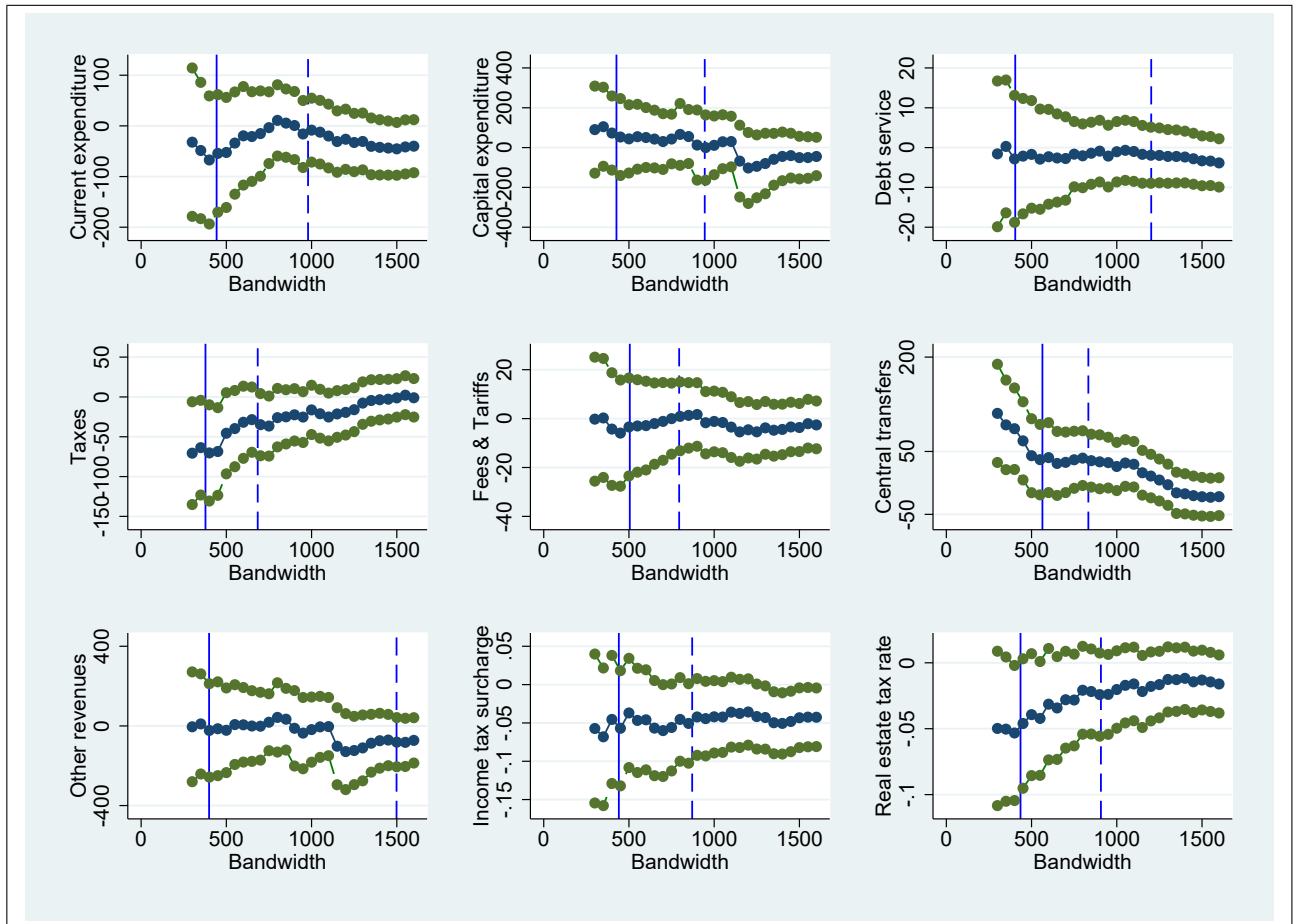 Current expenditure
-200 -100 0 100
0 500 1000 1500
Bandwidth
Capital expenditure
-400 -200 0 200 400
0 500 1000 1500
Bandwidth
Debt service
-20 -10 0 10 20
0 500 1000 1500
Bandwidth
Taxes
-150 -100 -50 0 50
0 500 1000 1500
Bandwidth
Fees & Tariffs
-40 -20 0 20
0 500 1000 1500
Bandwidth
Central transfers
-50 50 200
0 500 1000 1500
Bandwidth
Other revenues
-400 0 400
0 500 1000 1500
Bandwidth
Income tax surcharge
-.15 -.1 -.05 0 .05
0 500 1000 1500
Bandwidth
Real estate tax rate
-.1 -.05 0
0 500 1000 1500
Bandwidth